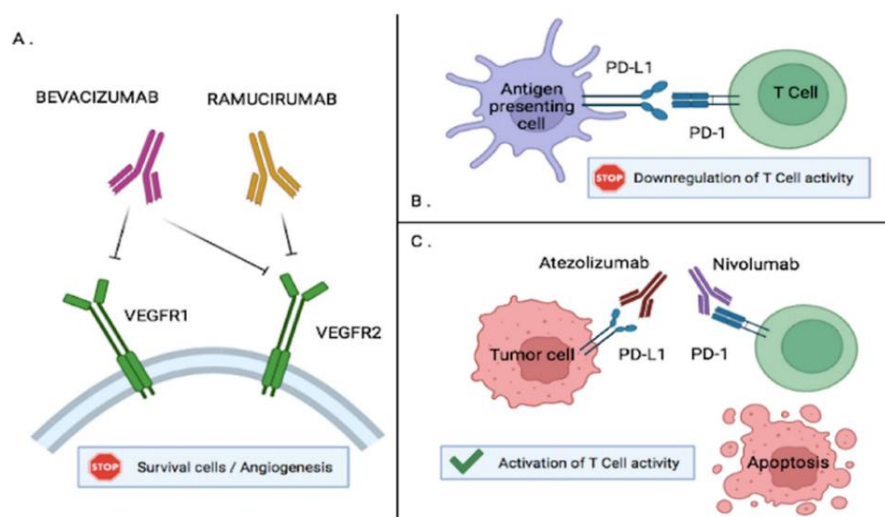 A .
BEVACIZUMAB
RAMUCIRUMAB
VEGFR1
VEGFR2
STOP Survival cells / Angiogenesis
PD-L1
Antigen
presenting
cell
T Cell
PD-1
STOP Downregulation of T Cell activity
B .
C .
Atezolizumab
Nivolumab
Tumor cell
PD-L1
PD-1
Activation of T Cell activity
Apoptosis